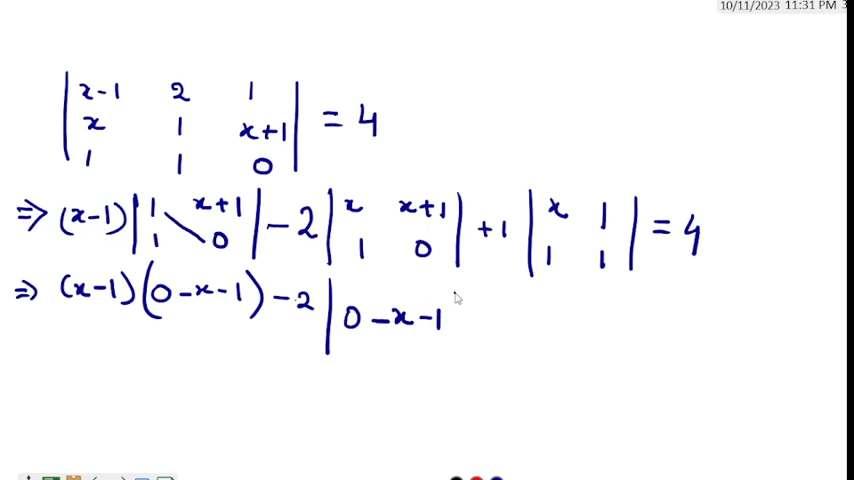 10/11/2023 11:31 PM
| x-1 2 1 |
| x 1 x+1 | = 4
| 1 1 0 |
⇒ (x-1) | 1 x+1 | - 2 | x x+1 | + 1 | x 1 | = 4
| 1 0 | | 1 0 | | 1 1 |
⇒ (x-1)(0-x-1) - 2 | 0-x-1